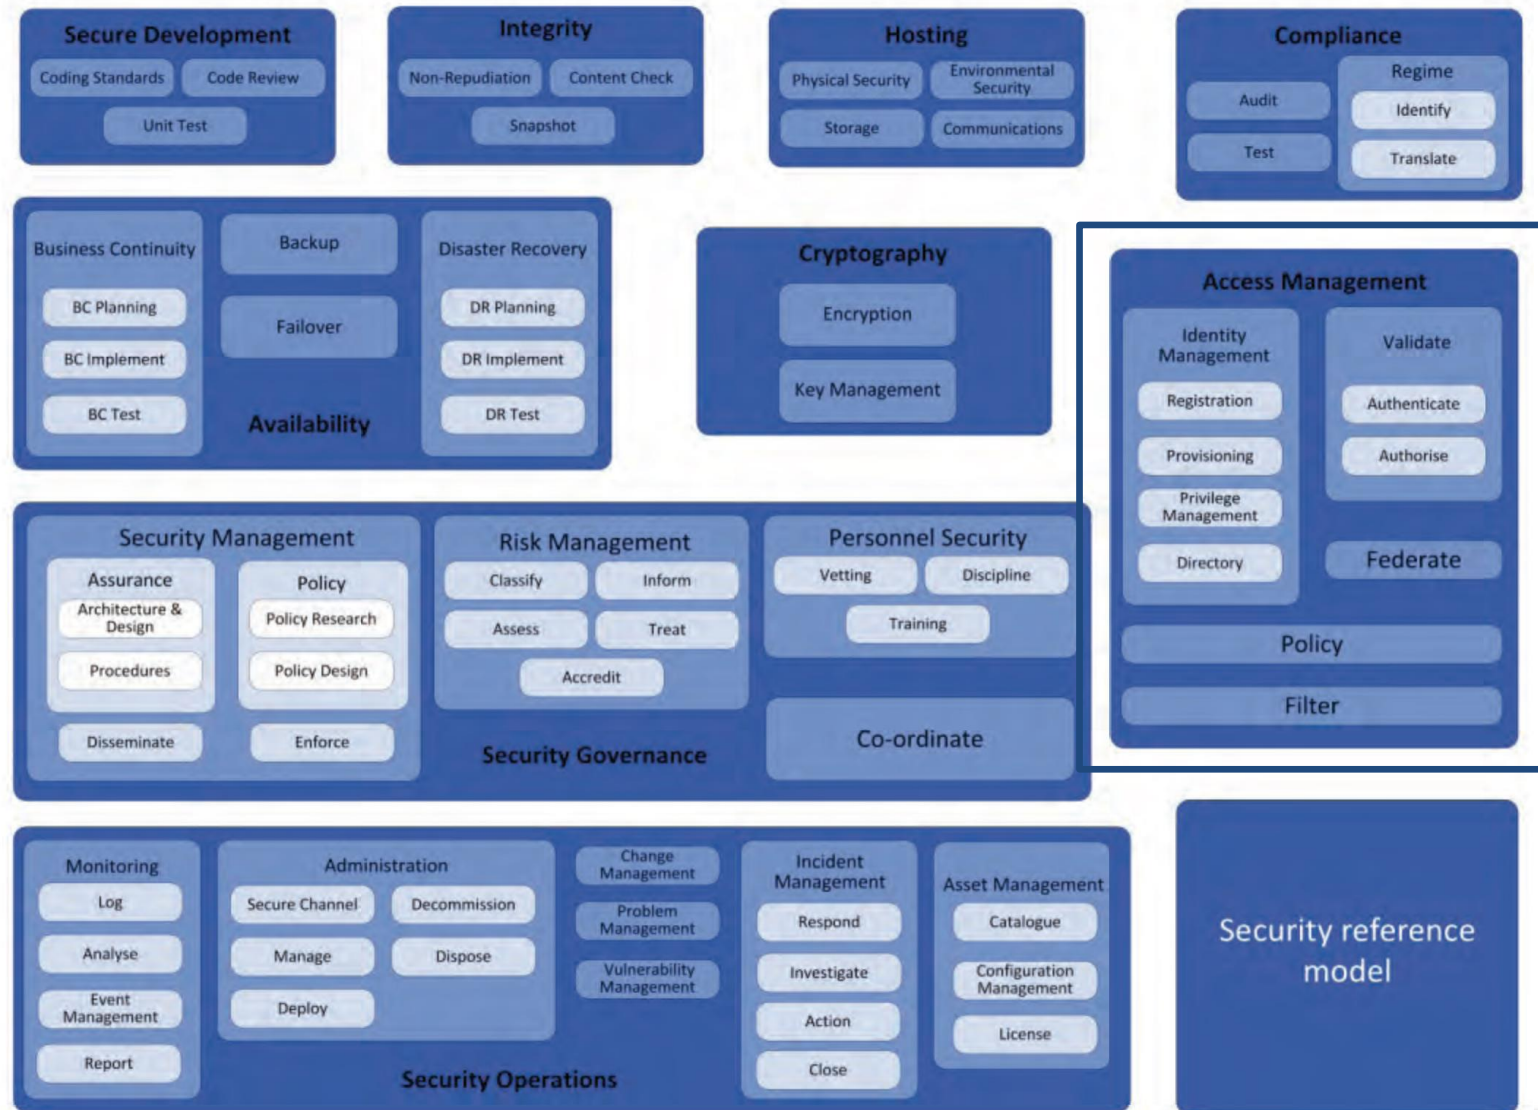 Secure Development
Coding Standards
Code Review
Unit Test
Integrity
Non-Repudiation
Content Check
Snapshot
Hosting
Physical Security
Environmental
Security
Storage
Communications
Compliance
Audit
Test
Regime
Identify
Translate
Business Continuity
BC Planning
BC Implement
BC Test
Backup
Failover
Availability
Disaster Recovery
DR Planning
DR Implement
DR Test
Cryptography
Encryption
Key Management
Access Management
Identity
Management
Registration
Provisioning
Privilege
Management
Directory
Validate
Authenticate
Authorise
Federate
Policy
Filter
Security Management
Assurance
Architecture &
Design
Procedures
Disseminate
Policy
Policy Research
Policy Design
Enforce
Risk Management
Classify
Inform
Assess
Treat
Accredit
Security Governance
Personnel Security
Vetting
Discipline
Training
Co-ordinate
Monitoring
Log
Analyse
Event
Management
Report
Administration
Secure Channel
Decommission
Manage
Dispose
Deploy
Change
Management
Problem
Management
Vulnerability
Management
Security Operations
Incident
Management
Respond
Investigate
Action
Close
Asset Management
Catalogue
Configuration
Management
License
Security reference
model